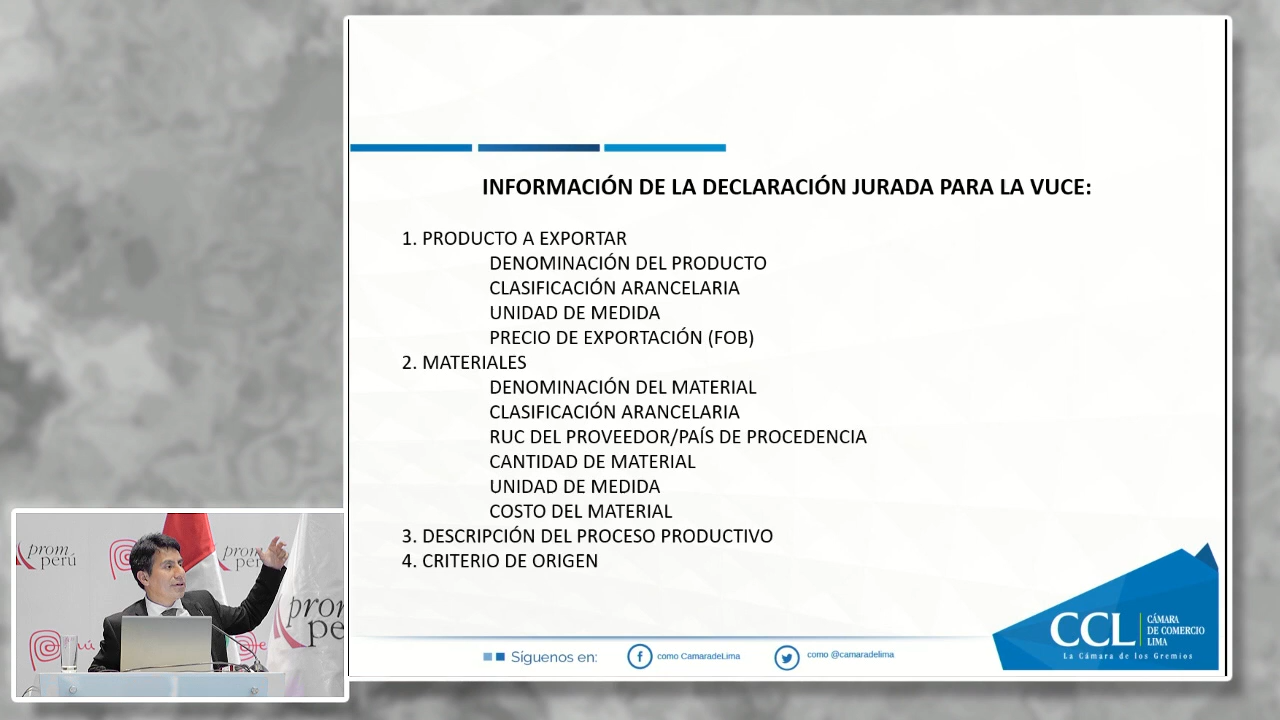 INFORMACIÓN DE LA DECLARACIÓN JURADA PARA LA VUCE:
1. PRODUCTO A EXPORTAR
DENOMINACIÓN DEL PRODUCTO
CLASIFICACIÓN ARANCELARIA
UNIDAD DE MEDIDA
PRECIO DE EXPORTACIÓN (FOB)
2. MATERIALES
DENOMINACIÓN DEL MATERIAL
CLASIFICACIÓN ARANCELARIA
RUC DEL PROVEEDOR/PAÍS DE PROCEDENCIA
CANTIDAD DE MATERIAL
UNIDAD DE MEDIDA
COSTO DEL MATERIAL
3. DESCRIPCIÓN DEL PROCESO PRODUCTIVO
4. CRITERIO DE ORIGEN
CCL CÁMARA
DE COMERCIO
LIMA
La Cámara de los Gremios
Síguenos en: como CamaradeLima como @camaradelima
prom
perú
prom